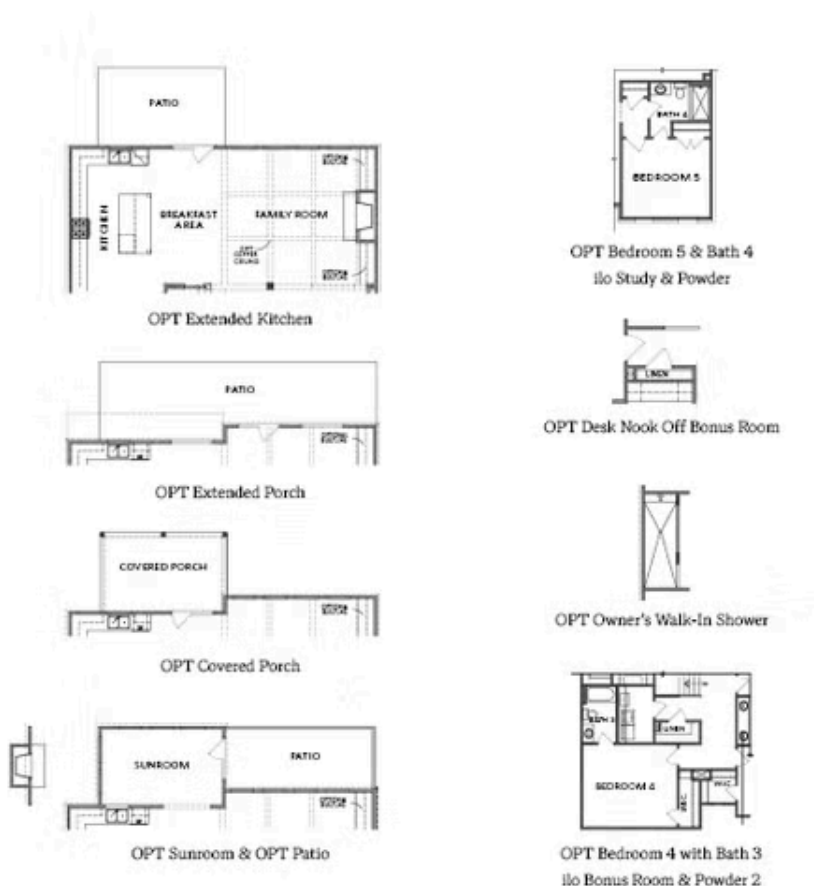 PATIO
KITCHEN
BREAKFAST
AREA
FAMILY ROOM
OPT Extended Kitchen
PATIO
OPT Extended Porch
COVERED PORCH
OPT Covered Porch
SUNROOM
PATIO
OPT Sunroom & OPT Patio
BATH 4
BEDROOM 5
OPT Bedroom 5 & Bath 4
ilo Study & Powder
LINEN
OPT Desk Nook Off Bonus Room
OPT Owner's Walk-In Shower
BATH 3
LINEN
BEDROOM 4
W.I.C.
W.I.C.
OPT Bedroom 4 with Bath 3
ilo Bonus Room & Powder 2